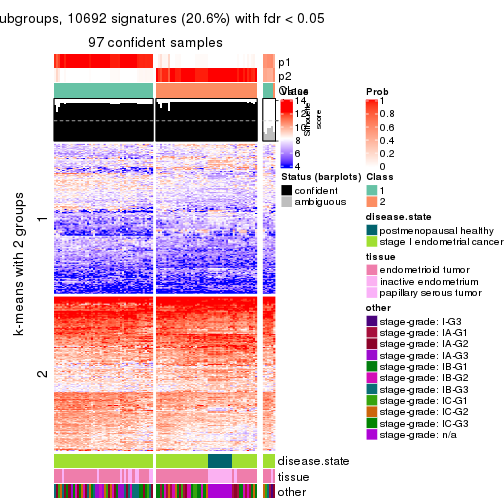 ubgroups, 10692 signatures (20.6%) with fdr < 0.05
97 confident samples
p1
p2
Class
Silhouette
score
k-means with 2 groups
1
2
Value
14
12
10
8
6
4
Prob
1
0.8
0.6
0.4
0.2
0
Status (barplots)
confident
ambiguous
Class
1
2
disease.state
postmenopausal healthy
stage I endometrial cancer
tissue
endometrioid tumor
inactive endometrium
papillary serous tumor
other
stage-grade: I-G3
stage-grade: IA-G1
stage-grade: IA-G2
stage-grade: IA-G3
stage-grade: IB-G1
stage-grade: IB-G2
stage-grade: IB-G3
stage-grade: IC-G1
stage-grade: IC-G2
stage-grade: IC-G3
stage-grade: n/a
disease.state
tissue
other